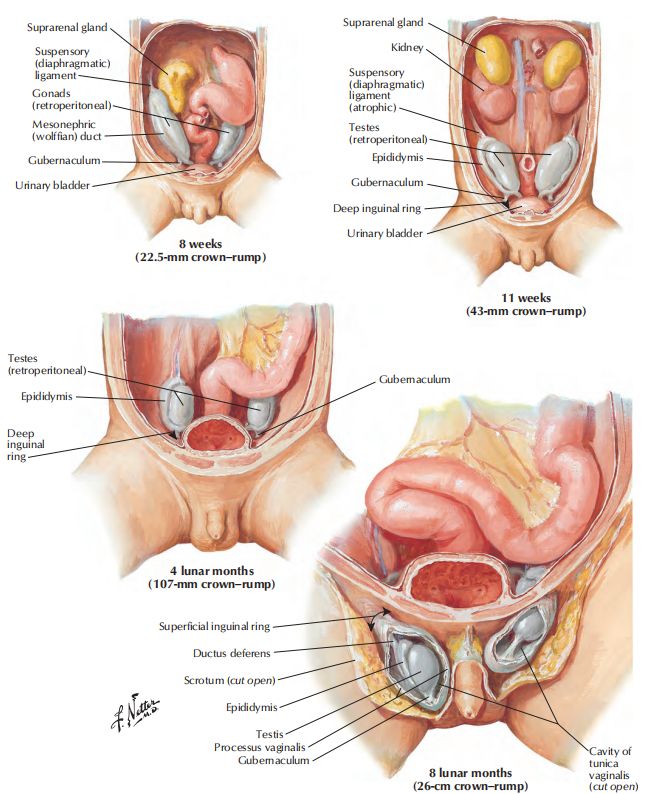 Suprarenal gland
Suspensory
(diaphragmatic)
ligament
Gonads
(retroperitoneal)
Mesonephric
(wolffian) duct
Gubernaculum
Urinary bladder
8 weeks
(22.5-mm crown–rump)
Suprarenal gland
Kidney
Suspensory
(diaphragmatic)
ligament
(atrophic)
Testes
(retroperitoneal)
Epididymis
Gubernaculum
Deep inguinal ring
Urinary bladder
11 weeks
(43-mm crown–rump)
Testes
(retroperitoneal)
Epididymis
Deep
inguinal
ring
Gubernaculum
4 lunar months
(107-mm crown–rump)
Superficial inguinal ring
Ductus deferens
Scrotum (cut open)
Epididymis
Testis
Processus vaginalis
Gubernaculum
Cavity of
tunica
vaginalis
(cut open)
8 lunar months
(26-cm crown–rump)
F. Netter
M.D.